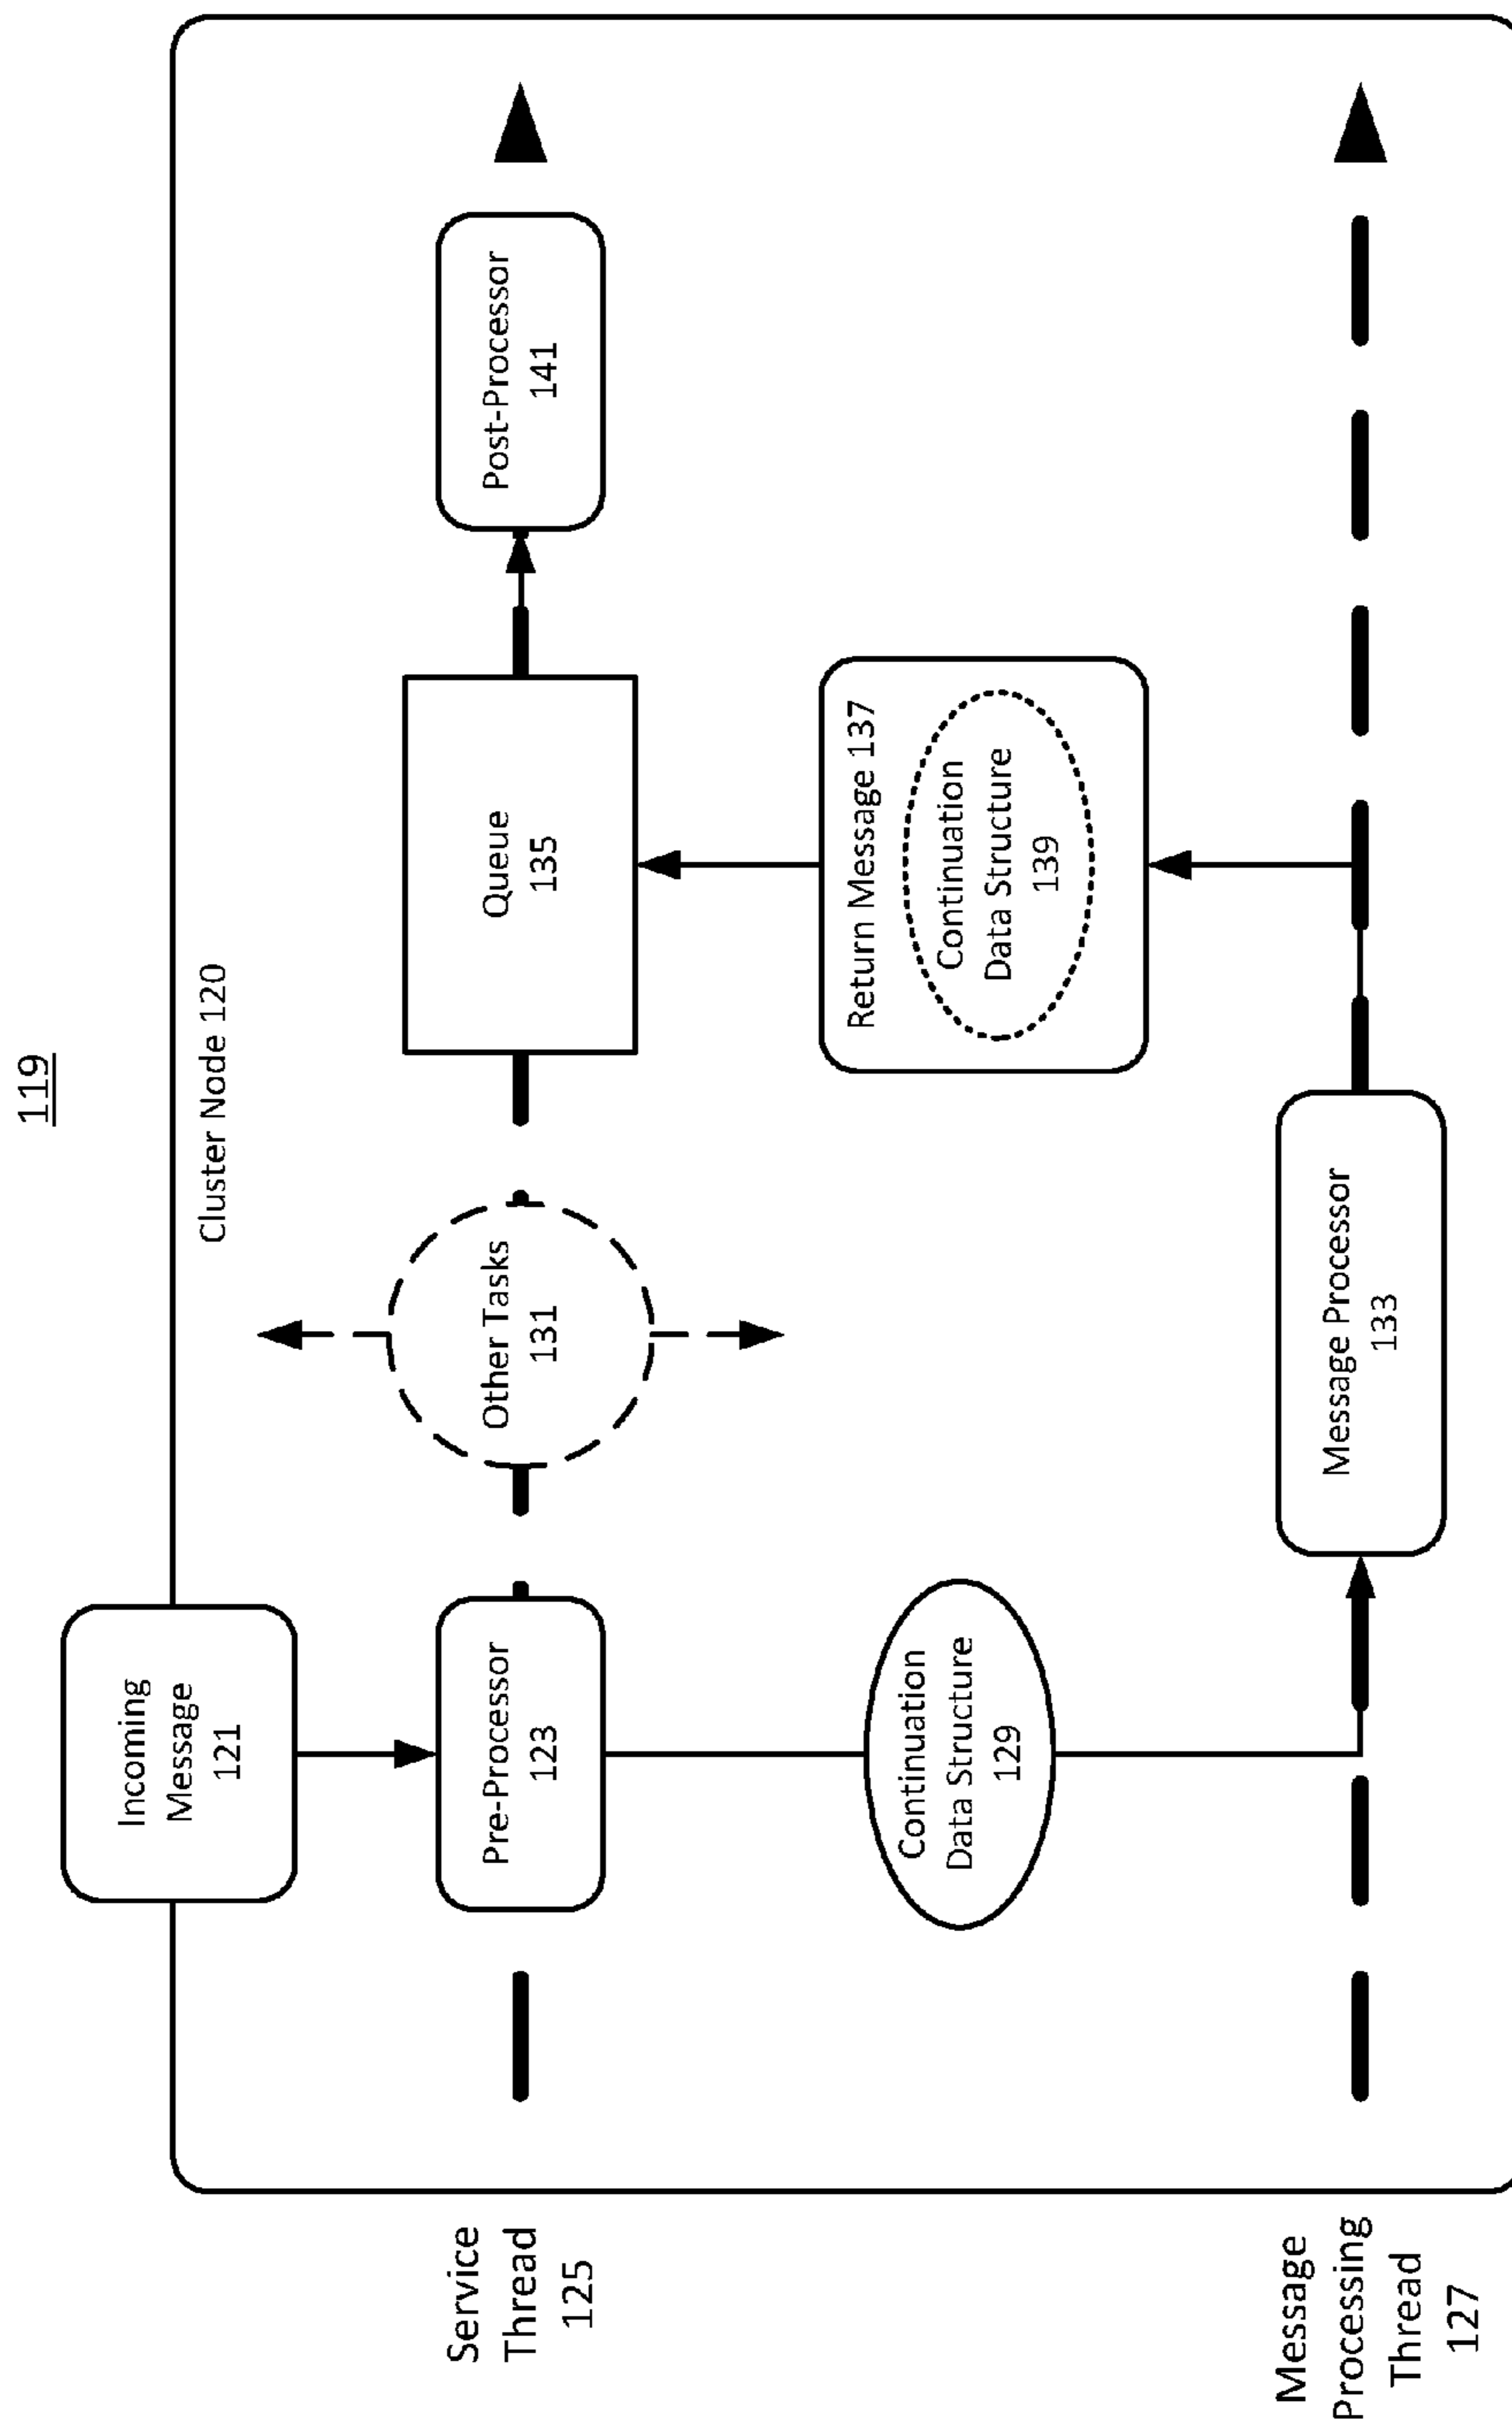 119
Cluster Node 120
Incoming
Message
121
Service
Thread
125
Pre-Processor
123
Other Tasks
131
Queue
135
Post-Processor
141
Continuation
Data Structure
129
Return Message 137
Continuation
Data Structure
139
Message
Processing
Thread
127
Message Processor
133